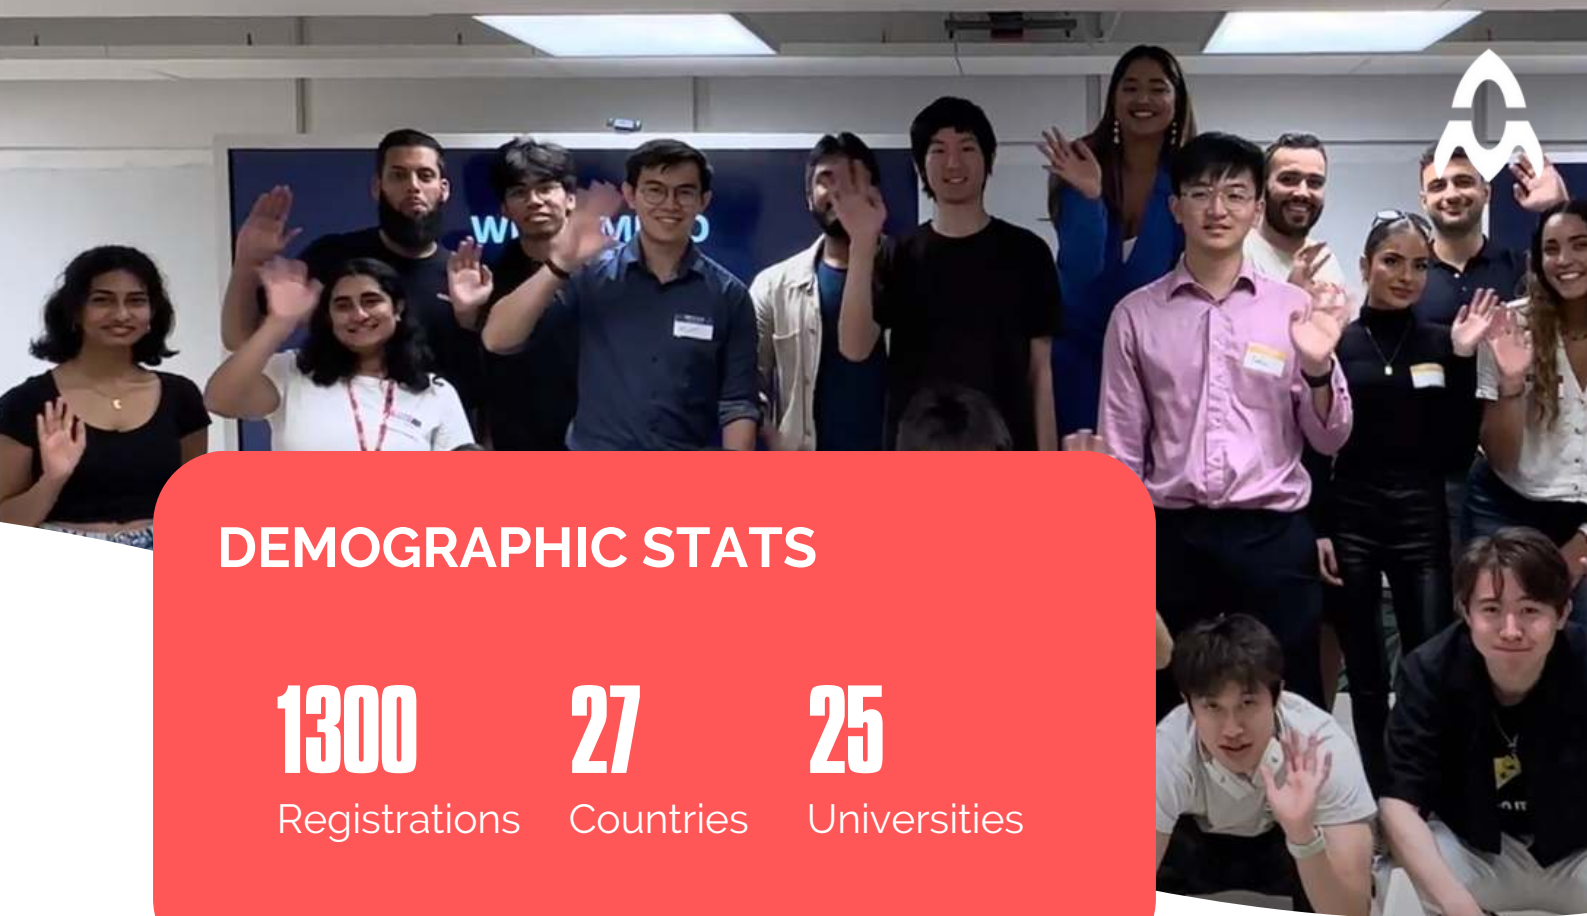 DEMOGRAPHIC STATS
1300
27
25
Registrations
Countries
Universities